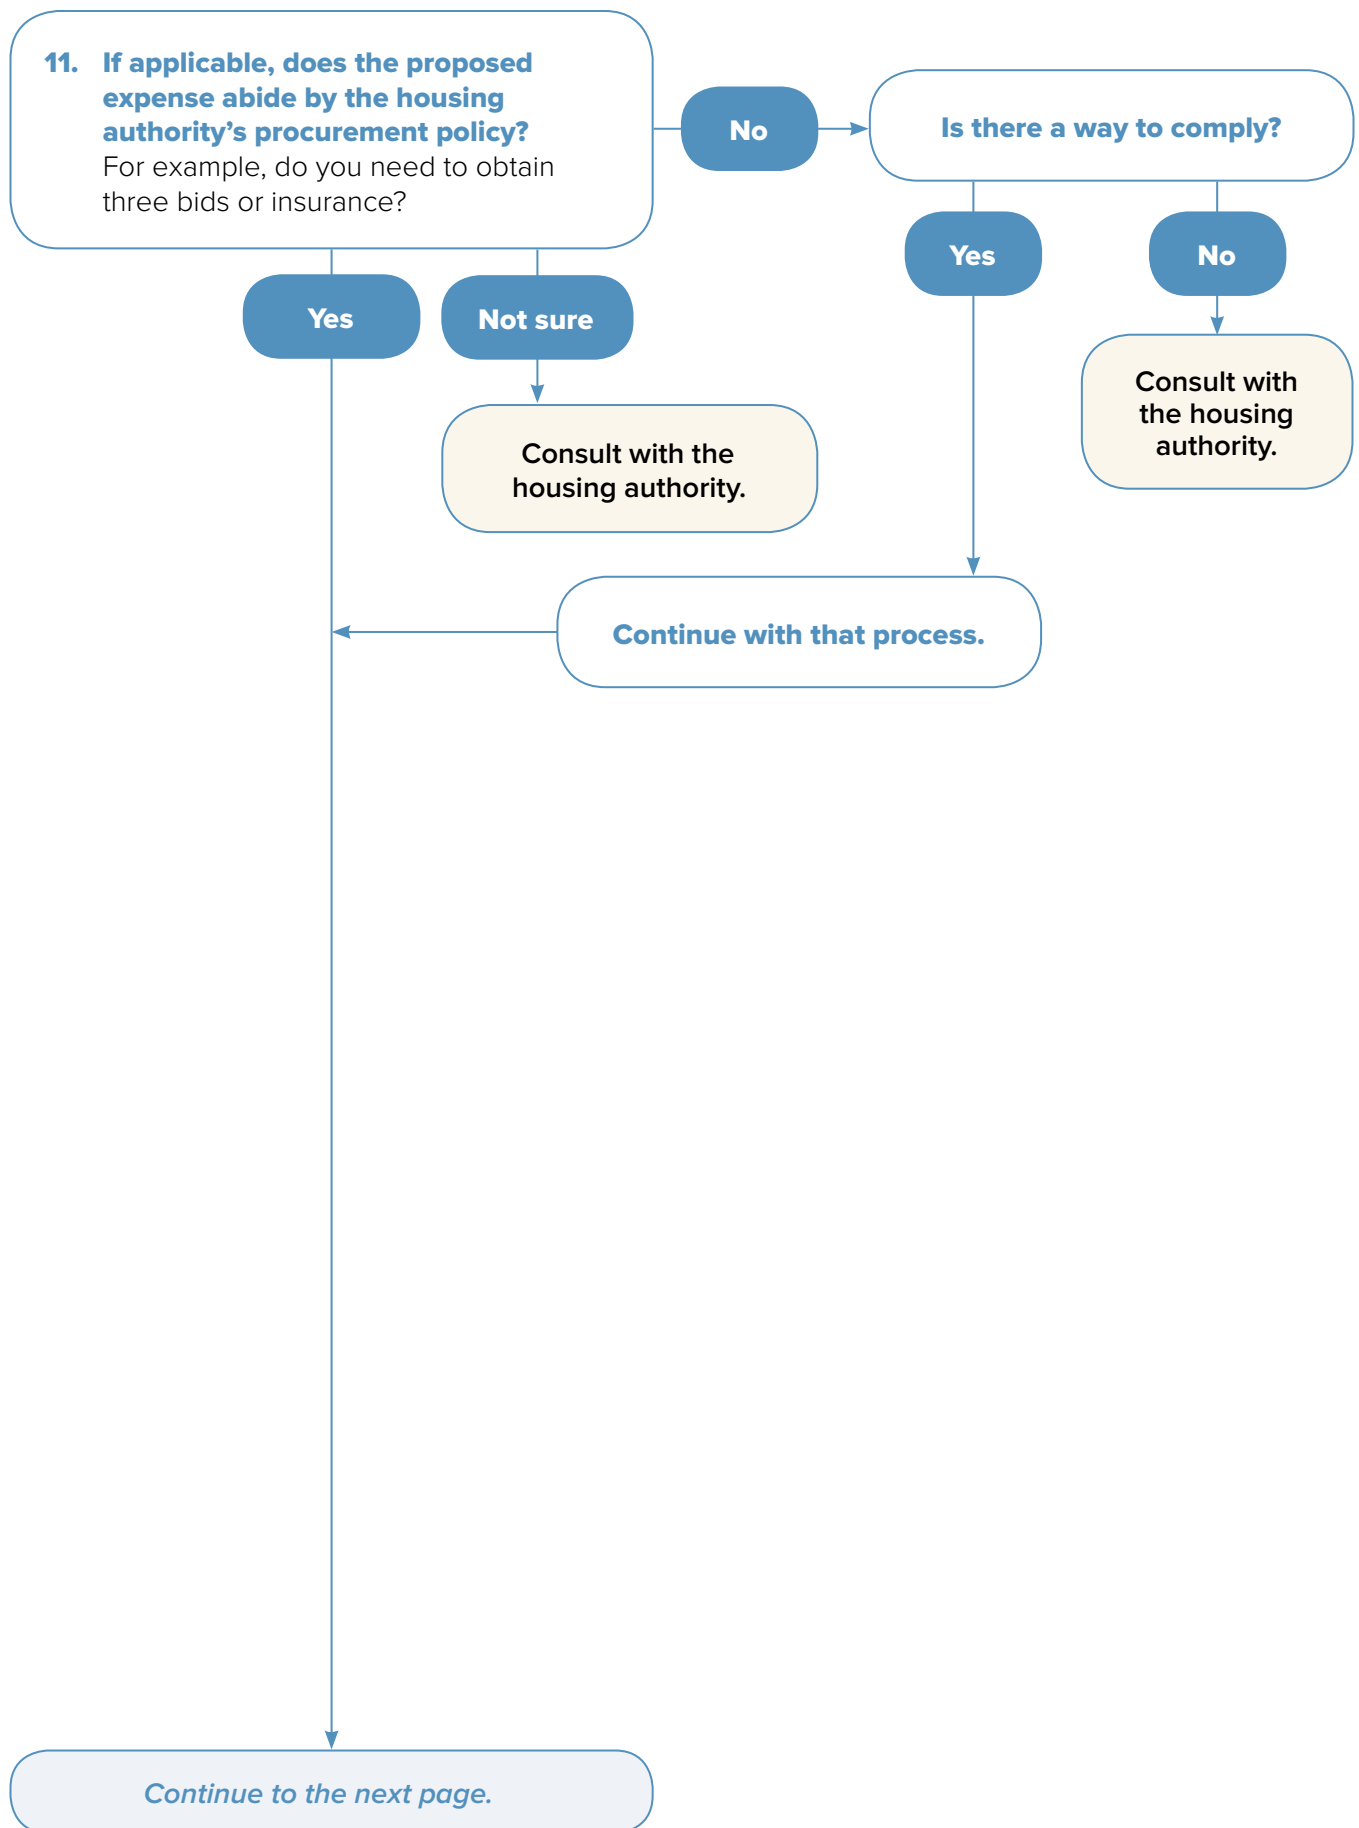 11. If applicable, does the proposed
expense abide by the housing
authority’s procurement policy?
For example, do you need to obtain
three bids or insurance?
No
Is there a way to comply?
Yes
No
Yes
Not sure
Consult with
the housing
authority.
Consult with the
housing authority.
Continue with that process.
Continue to the next page.